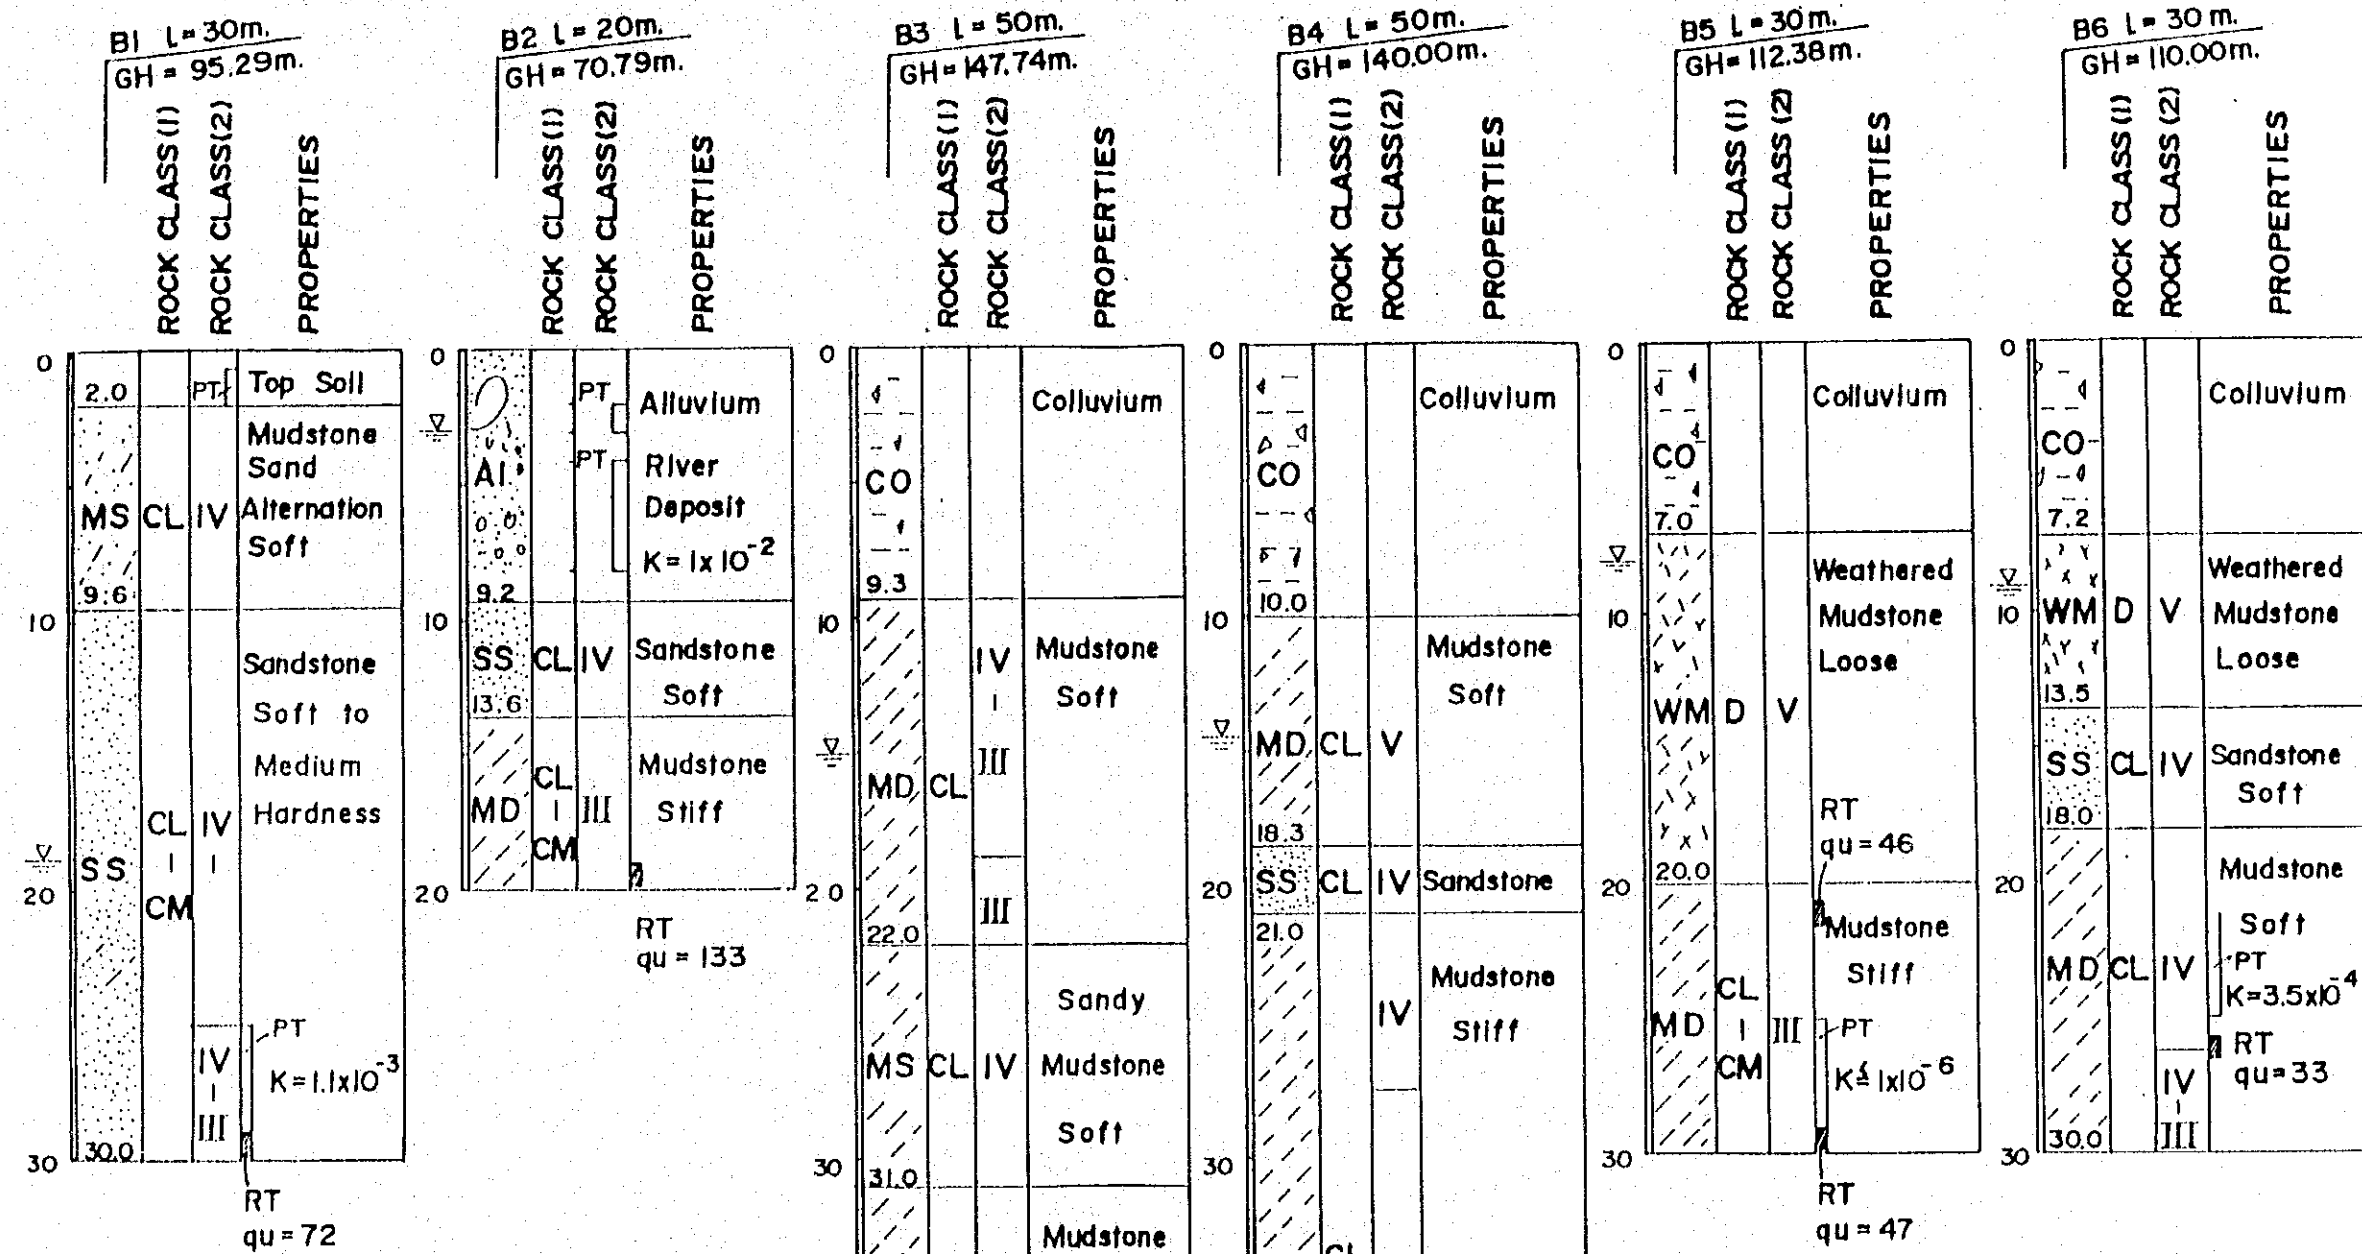 B1 L=30m.
GH = 95.29m.
ROCK CLASS(1)
ROCK CLASS(2)
PROPERTIES
0
2.0
PT
Top Soil
Mudstone
Sand
MS CL IV Alternation
Soft
9.6
10
Sandstone
Soft to
Medium
Hardness
CL IV
I I
SS
20
CM
PT
IV
I
III
K=1.1x10-3
30.0
30
RT
qu = 72
B2 L = 20m.
GH = 70.79m.
ROCK CLASS(1)
ROCK CLASS(2)
PROPERTIES
0
PT
Alluvium
PT
Al
River
Deposit
K = 1x10-2
9.2
10
SS CL IV Sandstone
Soft
13.6
Mudstone
CL
MD I III Stiff
CM
20
RT
qu = 133
B3 L = 50m.
GH = 147.74m.
ROCK CLASS(1)
ROCK CLASS(2)
PROPERTIES
0
Colluvium
CO
9.3
10
IV Mudstone
I Soft
III
MD CL
20
III
22.0
Sandy
MS CL IV Mudstone
Soft
30
31.0
Mudstone
B4 L = 50m.
GH = 140.00m.
ROCK CLASS(1)
ROCK CLASS(2)
PROPERTIES
0
Colluvium
CO
10.0
10
Mudstone
Soft
MD CL V
18.3
20
SS CL IV Sandstone
21.0
Mudstone
IV Stiff
30
CL
B5 L = 30m.
GH = 112.38m.
ROCK CLASS(1)
ROCK CLASS(2)
PROPERTIES
0
Colluvium
CO
7.0
Weathered
10
Mudstone
Loose
WM D V
RT
qu = 46
20.0
20
Mudstone
Stiff
CL
MD I III
CM
PT
K≤1x10-6
30
RT
qu = 47
B6 L = 30m.
GH = 110.00m.
ROCK CLASS(1)
ROCK CLASS(2)
PROPERTIES
0
Colluvium
CO
7.2
Weathered
10
WM D V Mudstone
Loose
13.5
SS CL IV Sandstone
Soft
18.0
20
Mudstone
Soft
MD CL IV
PT
K=3.5x10-4
RT
qu=33
IV
I
III
30.0
30